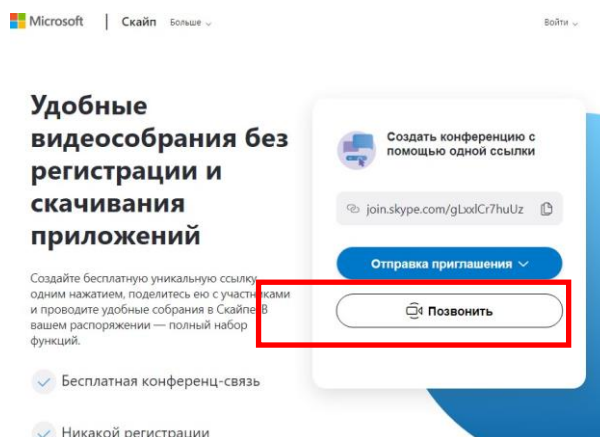 Microsoft | Скайп Больше
Войти
Удобные
видеособрания без
регистрации и
скачивания
приложений
Создайте бесплатную уникальную ссылку
одним нажатием, поделитесь ею с участниками
и проводите удобные собрания в Скайпе. В
вашем распоряжении — полный набор
функций.
Бесплатная конференц-связь
Никакой регистрации
Создать конференцию с
помощью одной ссылки
join.skype.com/gLxxlCr7huUz
Отправка приглашения
Позвонить